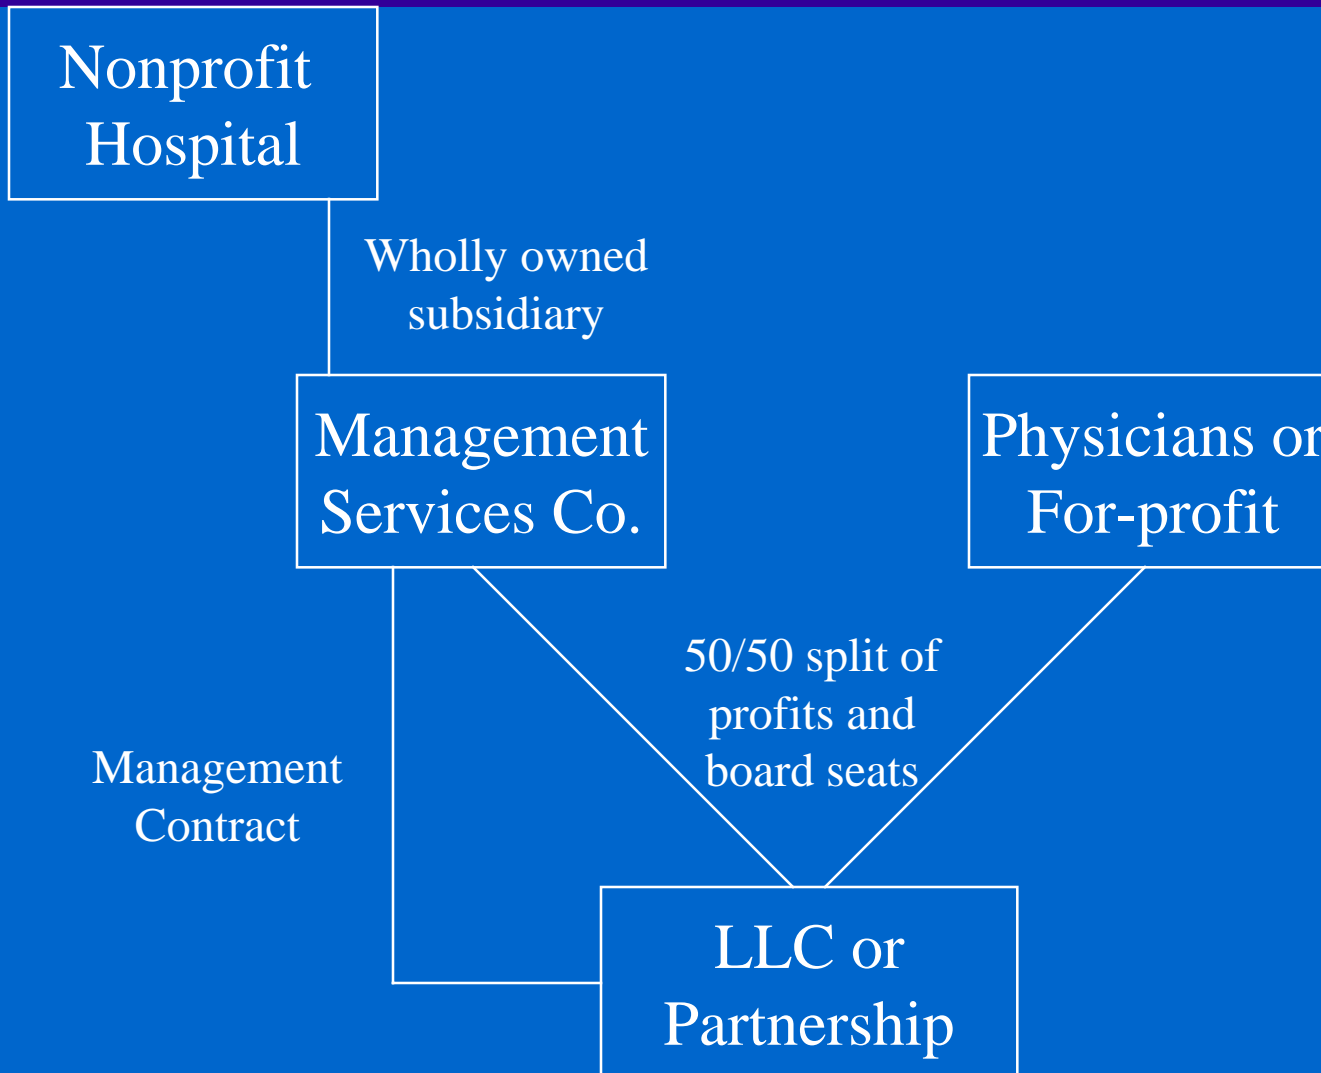 Nonprofit
Hospital
Wholly owned
subsidiary
Management
Services Co.
Physicians or
For-profit
50/50 split of
profits and
board seats
Management
Contract
LLC or
Partnership